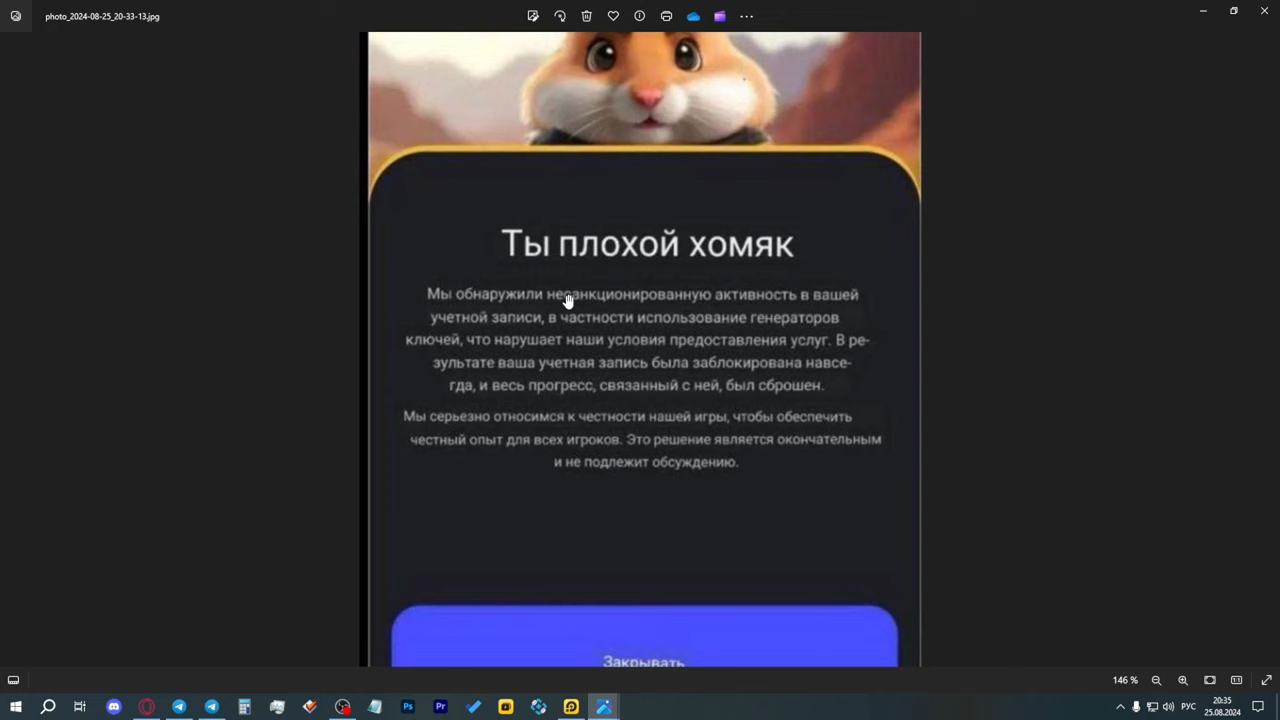 photo_2024-08-25_20-33-13.jpg
Ты плохой хомяк
Мы обнаружили несанкционированную активность в вашей
учетной записи, в частности использование генераторов
ключей, что нарушает наши условия предоставления услуг. В ре-
зультате ваша учетная запись была заблокирована навсе-
гда, и весь прогресс, связанный с ней, был сброшен.
Мы серьезно относимся к честности нашей игры, чтобы обеспечить
честный опыт для всех игроков. Это решение является окончательным
и не подлежит обсуждению.
Закрывать
146 %
Ps
Pr
РУС
20:35
25.08.2024